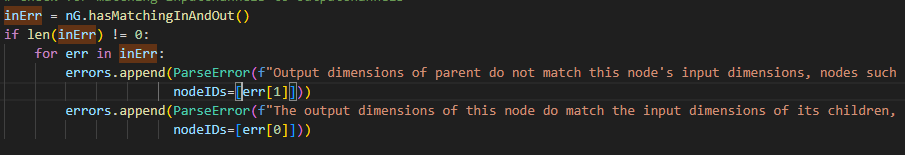 inErr = nG.hasMatchingInAndOut()
if len(inErr) != 0:
for err in inErr:
errors.append(ParseError(f"Output dimensions of parent do not match this node's input dimensions, nodes such
nodeIDs=[err[1]]))
errors.append(ParseError(f"The output dimensions of this node do match the input dimensions of its children,
nodeIDs=[err[0]]))